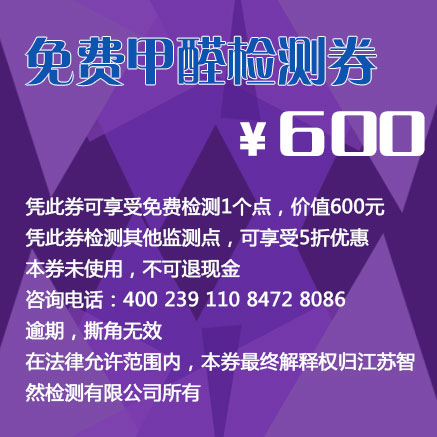 免费甲醛检测券
￥600
凭此券可享受免费检测1个点，价值600元
凭此券检测其他监测点，可享受5折优惠
本券未使用，不可退现金
咨询电话：400 239 110 8472 8086
逾期，撕角无效
在法律允许范围内，本券最终解释权归江苏智
然检测有限公司所有